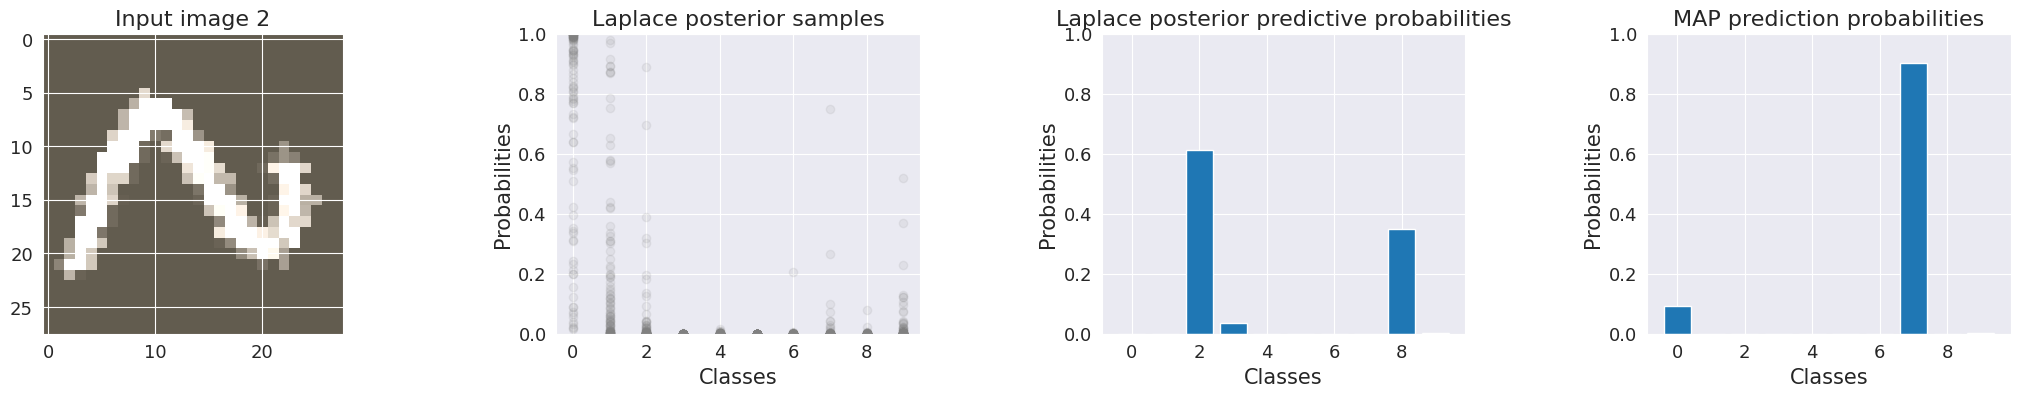 Input image 2
0
5
10
15
20
25
0 10 20
Laplace posterior samples
Probabilities
1.0
0.8
0.6
0.4
0.2
0.0
0 2 4 6 8
Classes
Laplace posterior predictive probabilities
Probabilities
1.0
0.8
0.6
0.4
0.2
0.0
0 2 4 6 8
Classes
MAP prediction probabilities
Probabilities
1.0
0.8
0.6
0.4
0.2
0.0
0 2 4 6 8
Classes